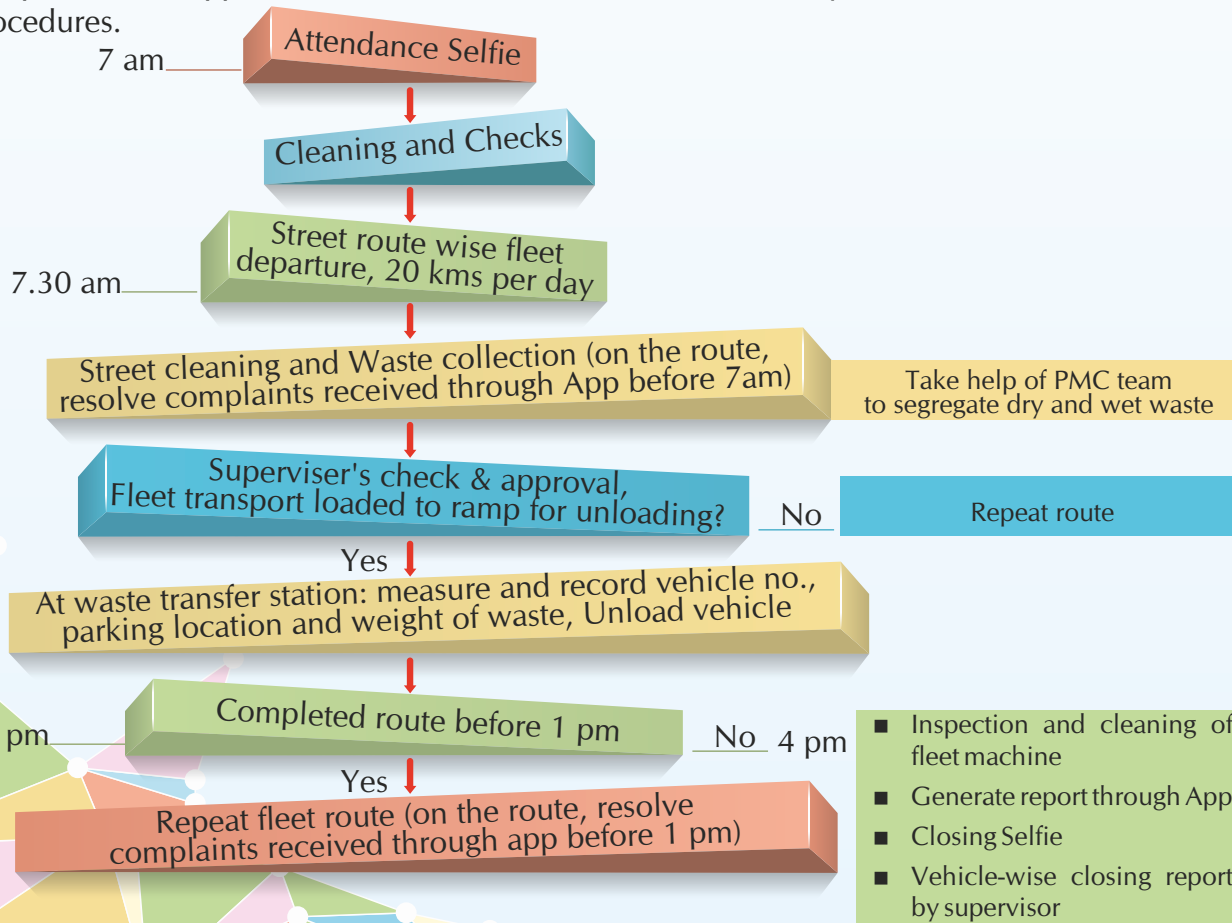 ocedures.
7 am
Attendance Selfie
Cleaning and Checks
7.30 am
Street route wise fleet
departure, 20 kms per day
Street cleaning and Waste collection (on the route,
resolve complaints received through App before 7am)
Take help of PMC team
to segregate dry and wet waste
Superviser's check & approval,
Fleet transport loaded to ramp for unloading?
No
Repeat route
Yes
At waste transfer station: measure and record vehicle no.,
parking location and weight of waste, Unload vehicle
pm
Completed route before 1 pm
No
4 pm
Yes
Repeat fleet route (on the route, resolve
complaints received through app before 1 pm)
■ Inspection and cleaning of
fleet machine
■ Generate report through App
■ Closing Selfie
■ Vehicle-wise closing report
by supervisor